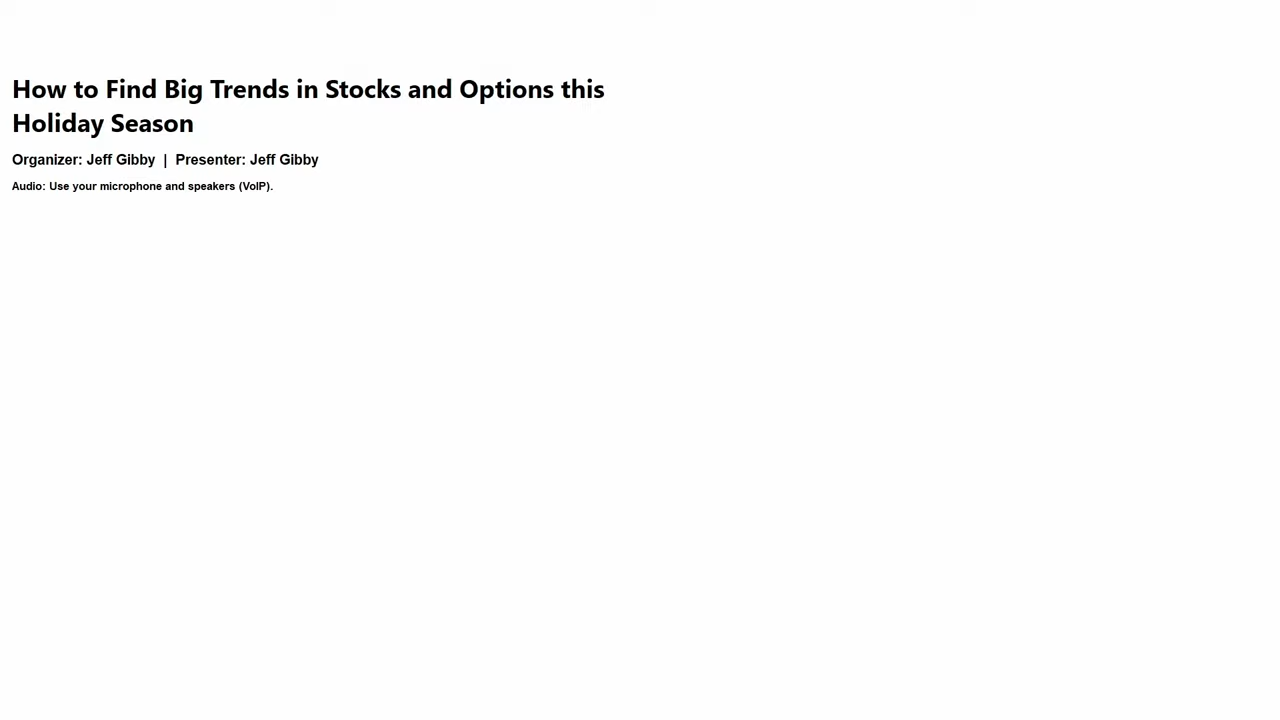 How to Find Big Trends in Stocks and Options this
Holiday Season
Organizer: Jeff Gibby | Presenter: Jeff Gibby
Audio: Use your microphone and speakers (VoIP).